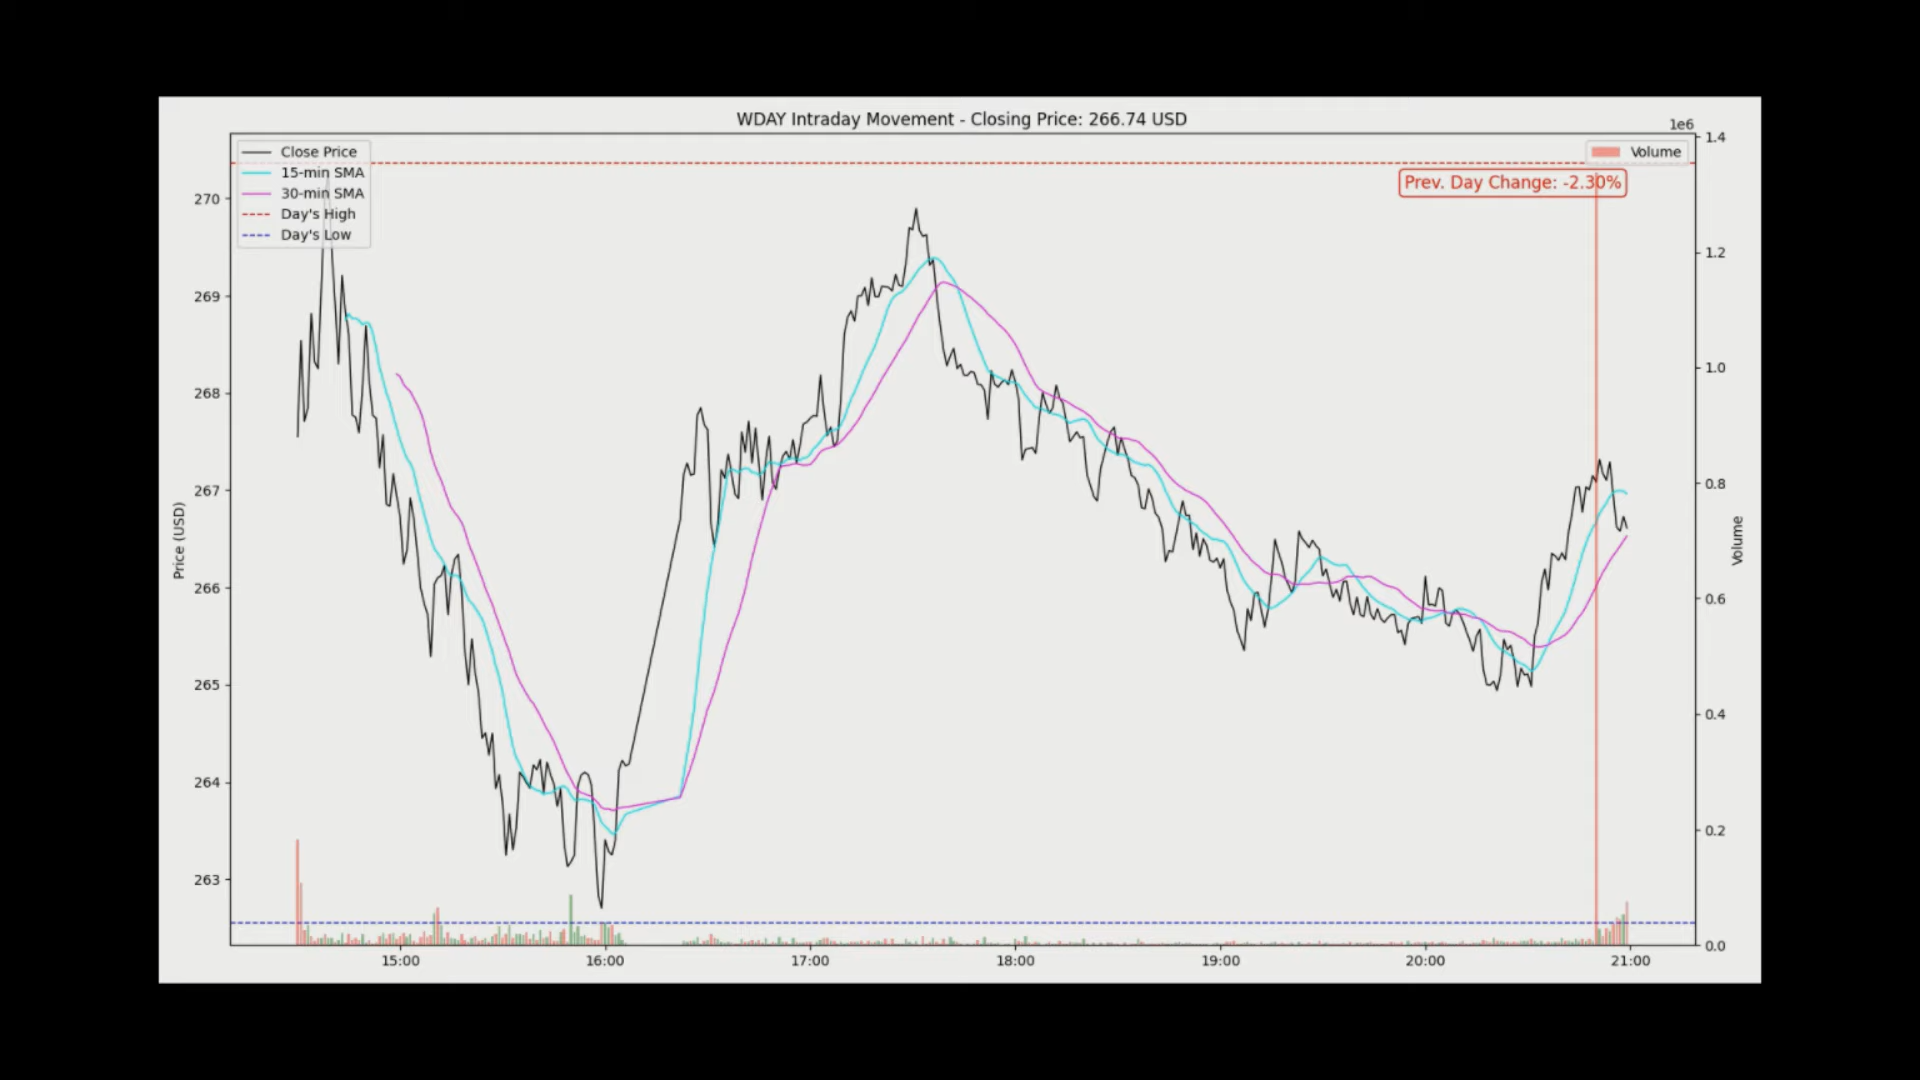 WDAY Intraday Movement - Closing Price: 266.74 USD
1e6
Close Price
15-min SMA
30-min SMA
Day's High
Day's Low
Volume
Prev. Day Change: -2.30%
270
269
268
267
266
265
264
263
Price (USD)
1.4
1.2
1.0
0.8
0.6
0.4
0.2
0.0
Volume
15:00
16:00
17:00
18:00
19:00
20:00
21:00